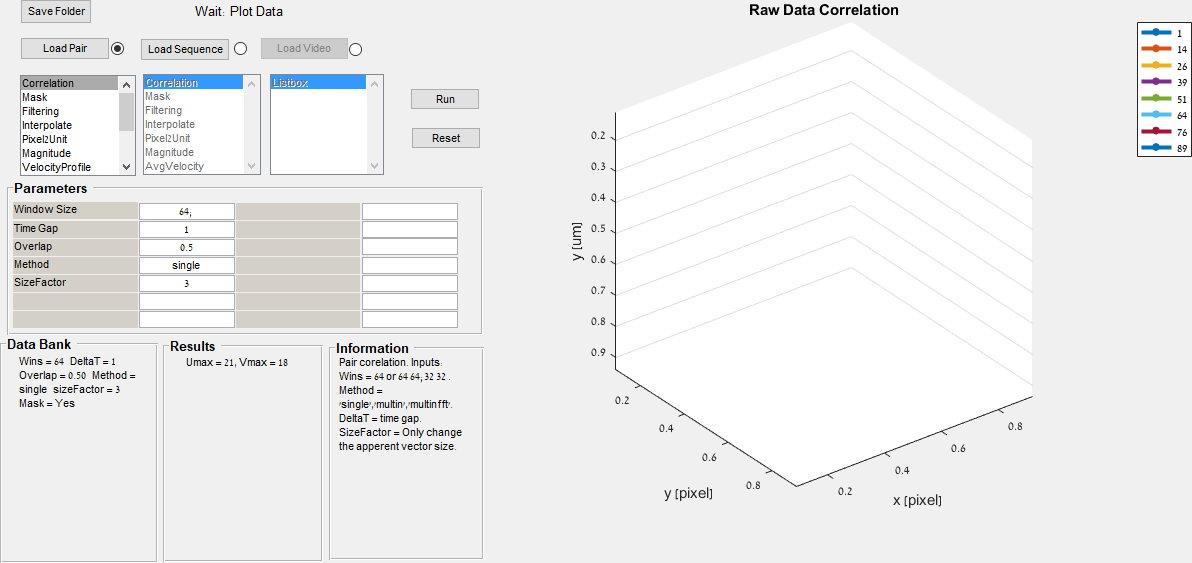 Save Folder
Wait: Plot Data
Load Pair
Load Sequence
Load Video
Correlation
Mask
Filtering
Interpolate
Pixel2Unit
Magnitude
VelocityProfile
Correlation
Mask
Filtering
Interpolate
Pixel2Unit
Magnitude
AvgVelocity
Listbox
Run
Reset
Parameters
Window Size 64;
Time Gap 1
Overlap 0.5
Method single
SizeFactor 3
Data Bank
Wins = 64 DeltaT = 1
Overlap = 0.50 Method =
single sizeFactor = 3
Mask = Yes
Results
Umax = 21, Vmax = 18
Information
Pair corelation. Inputs:
Wins = 64 or 64 64, 32 32 .
Method =
'single','multin','multinfft'.
DeltaT = time gap.
SizeFactor = Only change
the apperent vector size.
Raw Data Correlation
0.2
0.3
0.4
0.5
0.6
0.7
0.8
0.9
y [um]
0.2
0.4
0.6
0.8
y [pixel]
0.2
0.4
0.6
0.8
x [pixel]
1
14
26
39
51
64
76
89